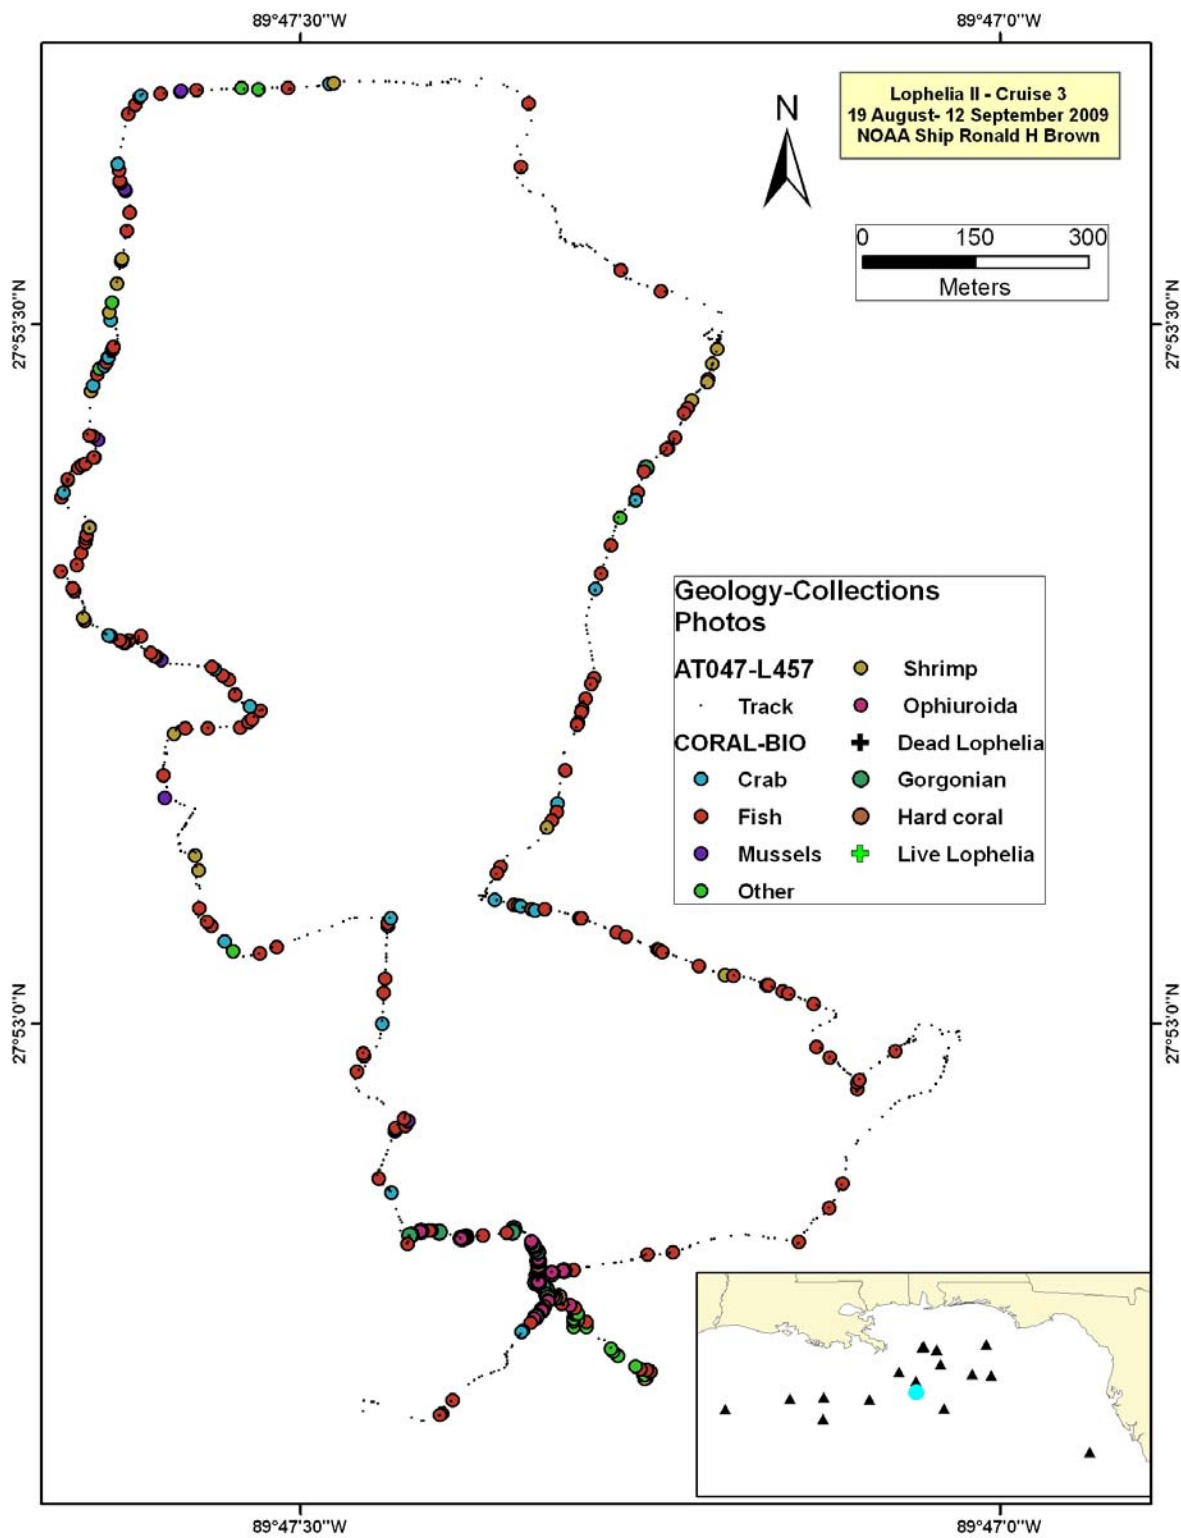 89°47'30"W
89°47'0"W
Lophelia II - Cruise 3
19 August- 12 September 2009
NOAA Ship Ronald H Brown
N
0 150 300
Meters
27°53'30"N
27°53'30"N
Geology-Collections
Photos
AT047-L457
Shrimp
Track
Ophiuroida
CORAL-BIO
Dead Lophelia
Crab
Gorgonian
Fish
Hard coral
Mussels
Live Lophelia
Other
27°53'0"N
27°53'0"N
89°47'30"W
89°47'0"W